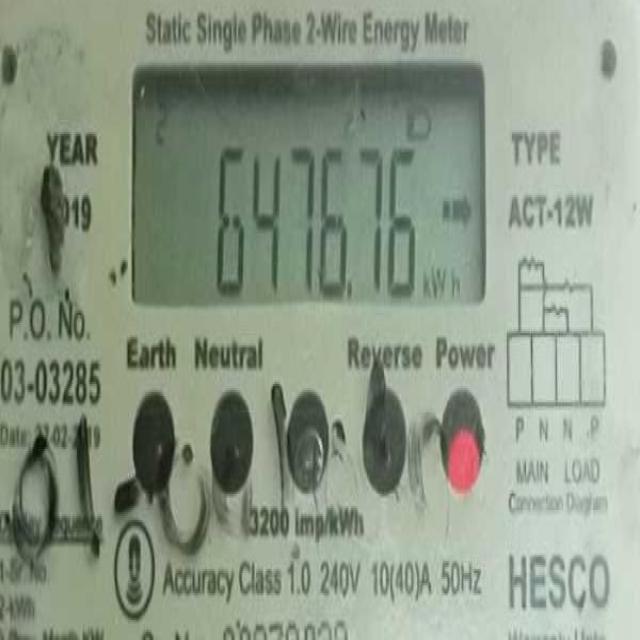 Static Single Phase 2-Wire Energy Meter
YEAR
TYPE
ACT-12W
6476.76
kWh
P.O. No.
03-03285
Earth Neutral Reverse Power
P N N P
MAIN LOAD
Connection Diagram
3200 imp/kWh
Accuracy Class 1.0 240V 10(40)A 50Hz
HESCO